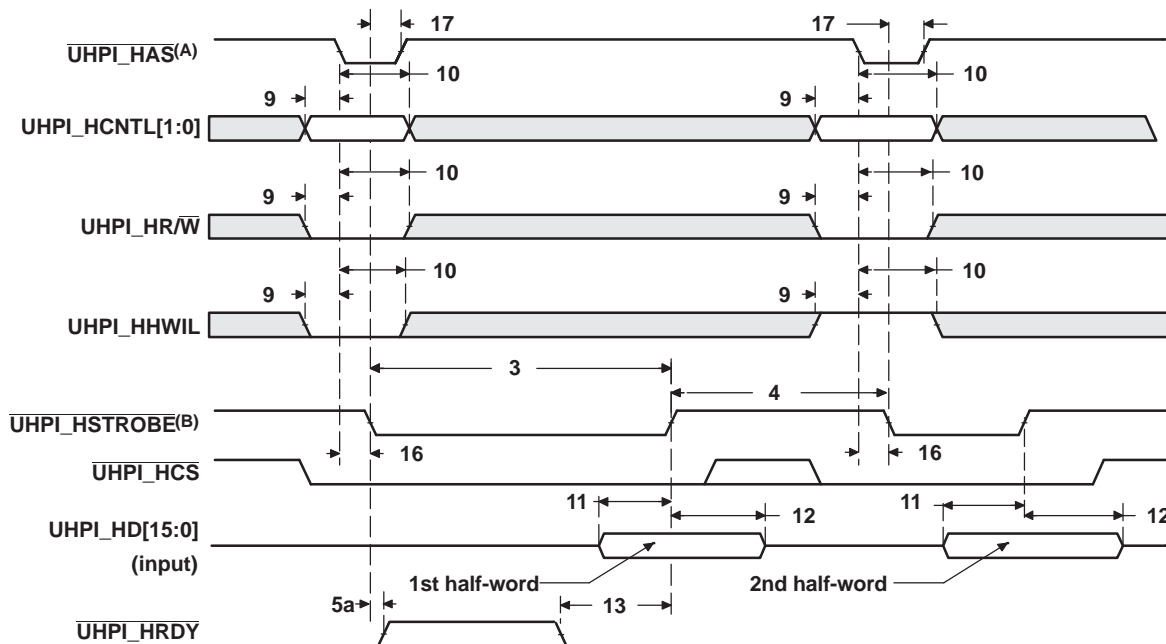 17 17
UHPI_HAS(A)
10 10
9 9
UHPI_HCNTL[1:0]
10 10
9 9
UHPI_HR/W
10 10
9 9
UHPI_HHWIL
3
4
UHPI_HSTROBE(B)
16 16
UHPI_HCS
11 12 11 12
UHPI_HD[15:0]
(input)
1st half-word 2nd half-word
5a 13
UHPI_HRDY